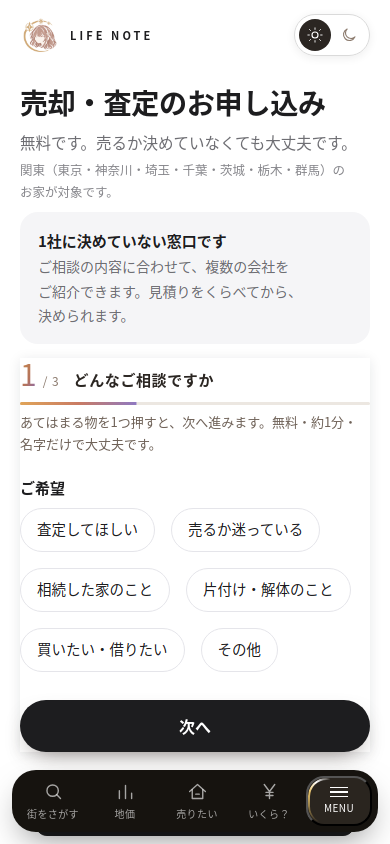 LIFE NOTE
売却・査定のお申し込み
無料です。売るか決めていなくても大丈夫です。
関東（東京・神奈川・埼玉・千葉・茨城・栃木・群馬）の
お家が対象です。
1社に決めていない窓口です
ご相談の内容に合わせて、複数の会社を
ご紹介できます。見積りをくらべてから、
決められます。
1 / 3 どんなご相談ですか
あてはまる物を1つ押すと、次へ進みます。無料・約1分・
名字だけで大丈夫です。
ご希望
査定してほしい 売るか迷っている
相続した家のこと 片付け・解体のこと
買いたい・借りたい その他
次へ
街をさがす 地価 売りたい いくら？ MENU